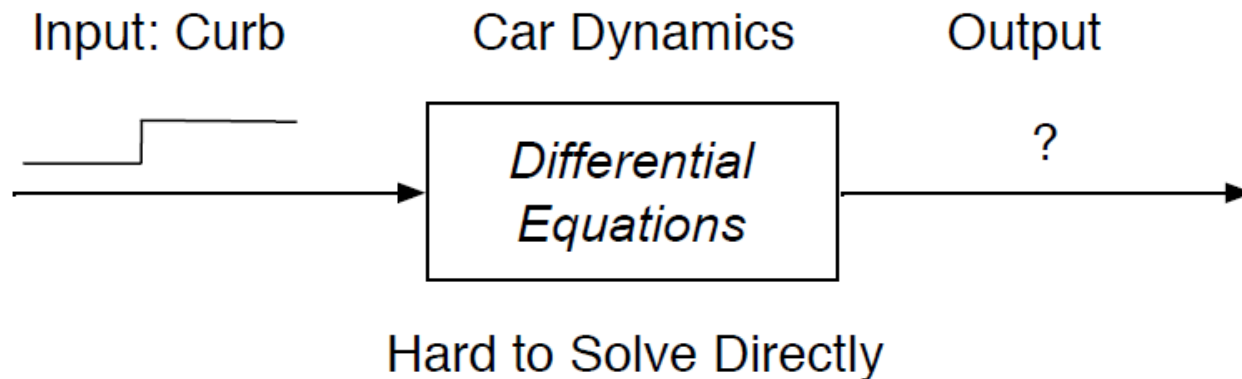 Input: Curb
Car Dynamics
Output
Differential
Equations
?
Hard to Solve Directly